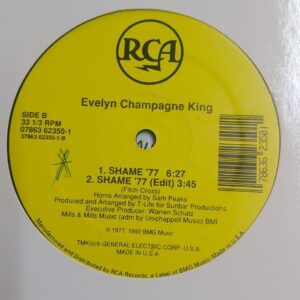 RCA
Evelyn Champagne King
SIDE B
33 1/3 RPM
07863 62350-1
07863 62350-1-B
1. SHAME '77 6:27
2. SHAME '77 (Edit) 3:45
(Fitch-Cross)
Horns Arranged by Sam Peaks
Produced and Arranged by T-Life for Sunbar Productions
Executive Producer: Warren Schatz
Mills & Mills Music (adm by Unichappell Music) BMI
℗ 1977, 1992 BMG Music
TMK(s)® GENERAL ELECTRIC CORP.-U.S.A.
MADE IN U.S.A.
Manufactured and Distributed by RCA Records, a Label of BMG Music. Made in U.S.A.